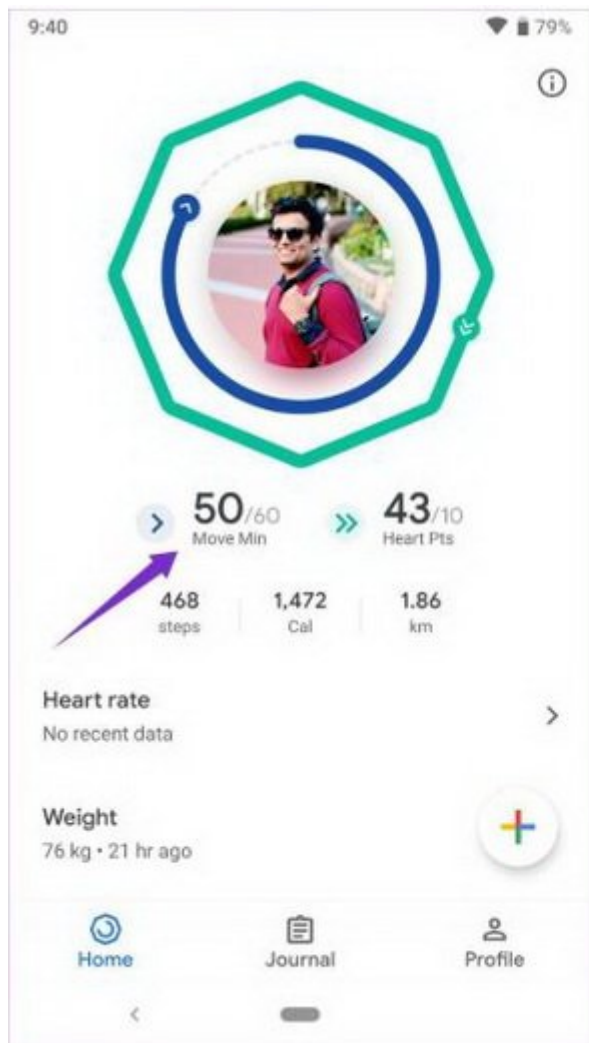 9:40 79%
50/60 43/10
Move Min Heart Pts
468 1,472 1.86
steps Cal km
Heart rate
No recent data
Weight
76 kg • 21 hr ago
Home Journal Profile